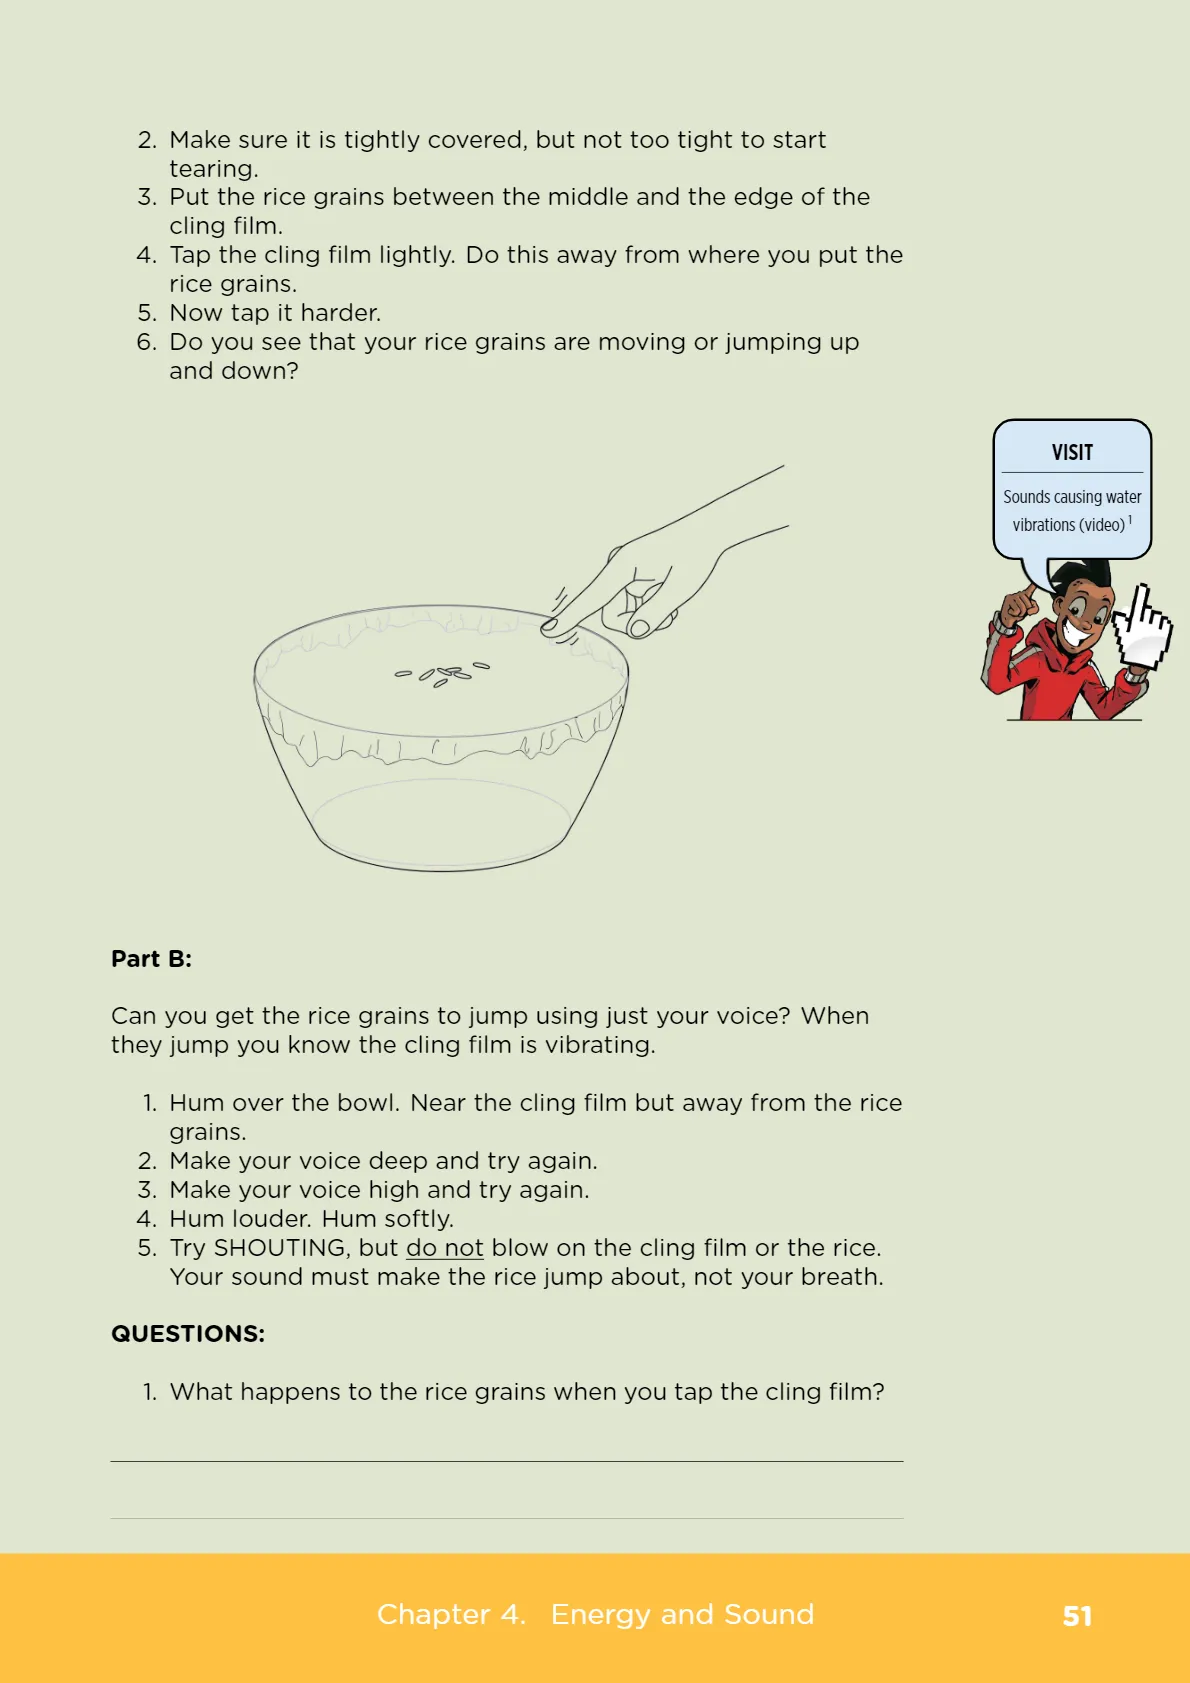 2. Make sure it is tightly covered, but not too tight to start
tearing.
3. Put the rice grains between the middle and the edge of the
cling film.
4. Tap the cling film lightly. Do this away from where you put the
rice grains.
5. Now tap it harder.
6. Do you see that your rice grains are moving or jumping up
and down?
VISIT
Sounds causing water
vibrations (video) 1
Part B:
Can you get the rice grains to jump using just your voice? When
they jump you know the cling film is vibrating.
1. Hum over the bowl. Near the cling film but away from the rice
grains.
2. Make your voice deep and try again.
3. Make your voice high and try again.
4. Hum louder. Hum softly.
5. Try SHOUTING, but do not blow on the cling film or the rice.
Your sound must make the rice jump about, not your breath.
QUESTIONS:
1. What happens to the rice grains when you tap the cling film?
Chapter 4. Energy and Sound 51